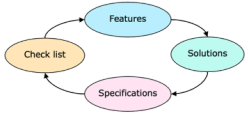 Features
Solutions
Specifications
Check list